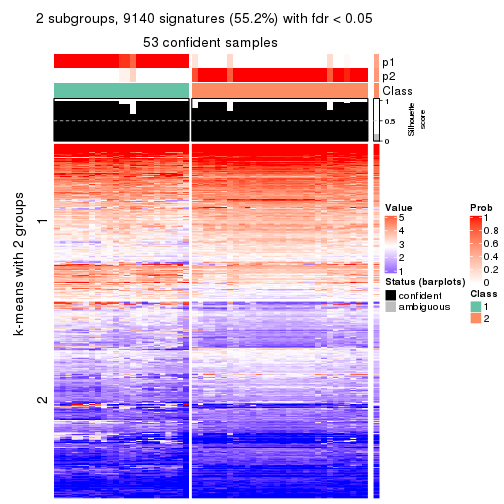 2 subgroups, 9140 signatures (55.2%) with fdr < 0.05
53 confident samples
p1
p2
Class
1
0.5
0
Silhouette
score
k-means with 2 groups
1
2
Value
5
4
3
2
1
Status (barplots)
confident
ambiguous
Prob
1
0.8
0.6
0.4
0.2
0
Class
1
2